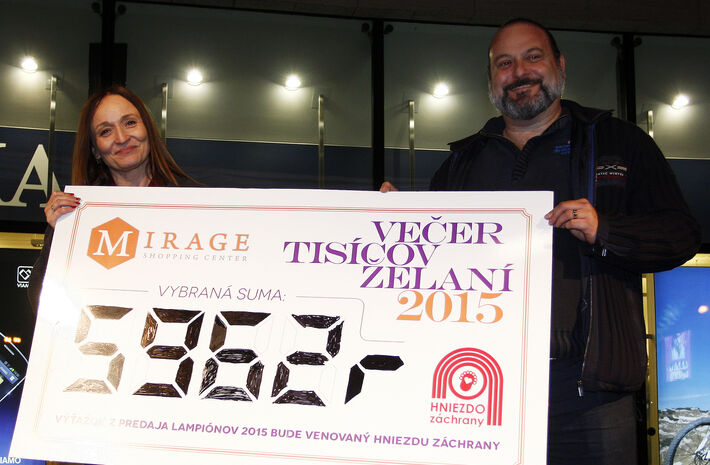 MIRAGE
SHOPPING CENTER
VEČER
TISÍCOV
ŽELANÍ
2015
VYBRANÁ SUMA:
5962,-
HNIEZDO
záchrany
VÝŤAŽOK Z PREDAJA LAMPIÓNOV 2015 BUDE VENOVANÝ HNIEZDU ZÁCHRANY